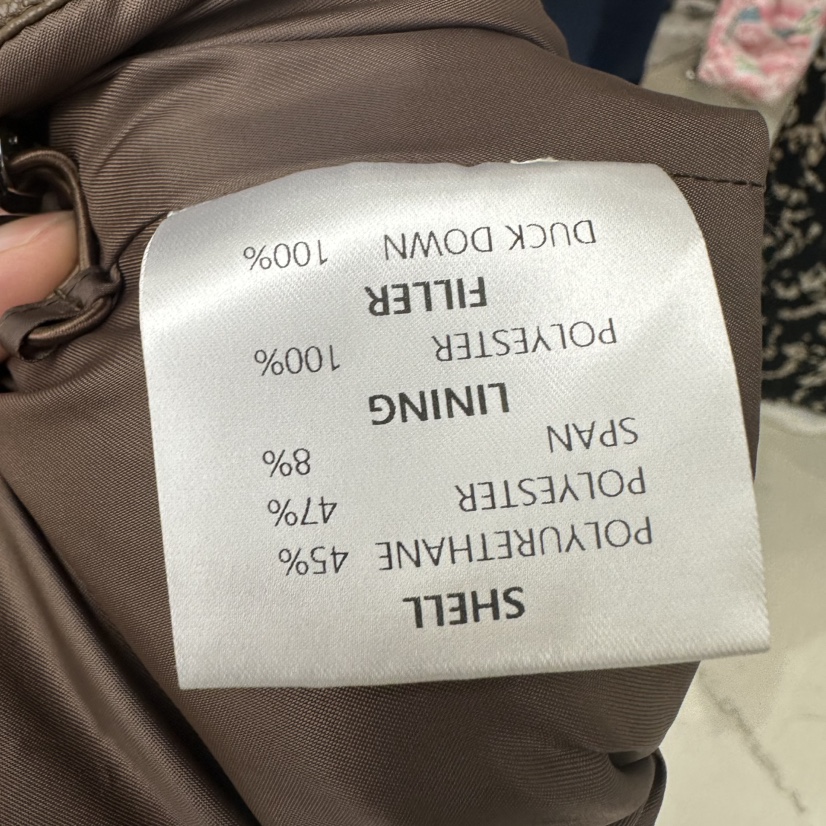 SHELL
POLYURETHANE 45%
POLYESTER 47%
SPAN 8%
LINING
POLYESTER 100%
FILLER
DUCK DOWN 100%